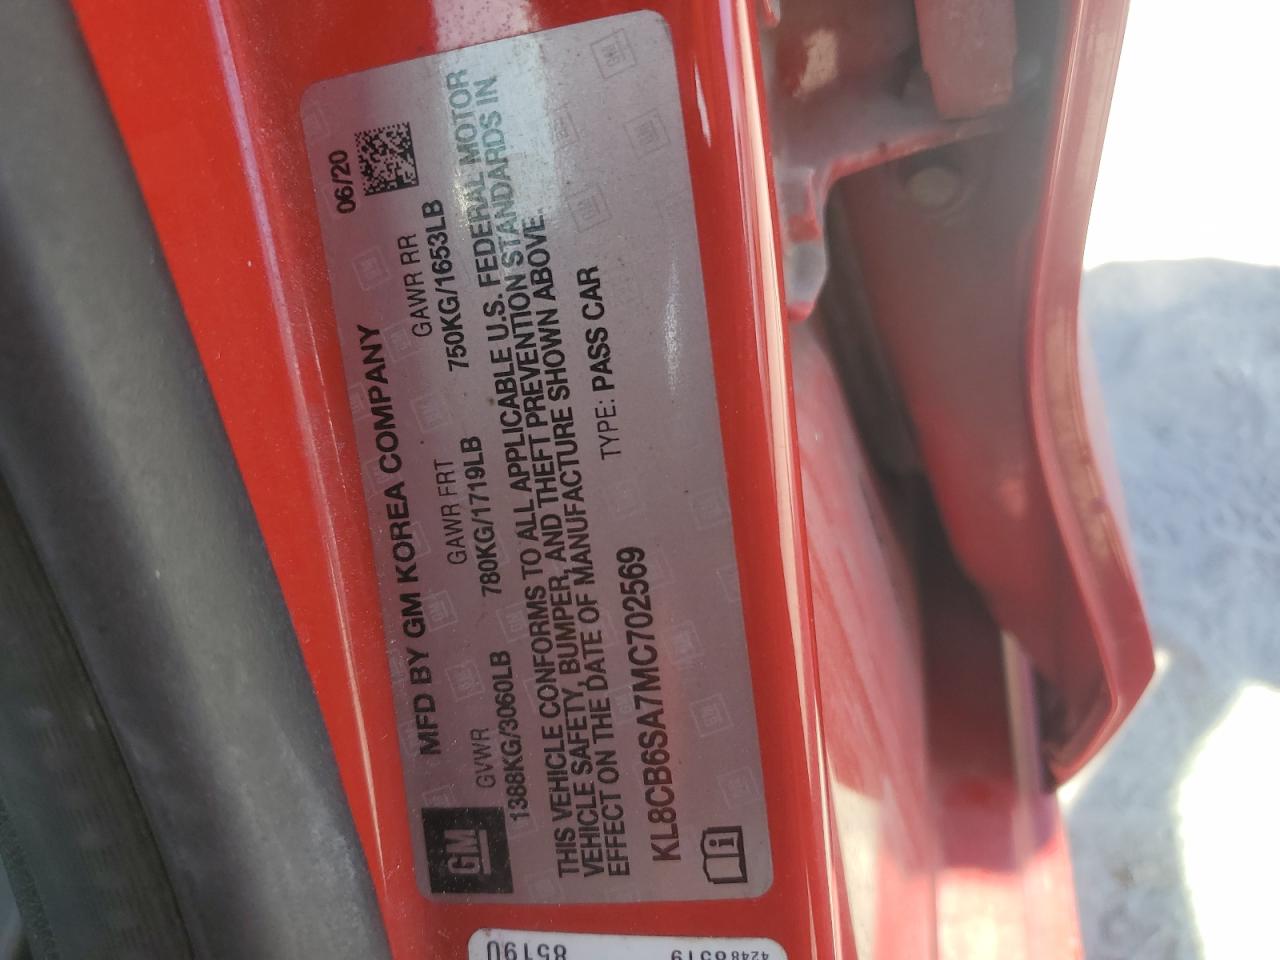 06/20
MFD BY GM KOREA COMPANY
GM
GVWR GAWR FRT GAWR RR
1388KG/3060LB 780KG/1719LB 750KG/1653LB
THIS VEHICLE CONFORMS TO ALL APPLICABLE U.S. FEDERAL MOTOR
VEHICLE SAFETY, BUMPER, AND THEFT PREVENTION STANDARDS IN
EFFECT ON THE DATE OF MANUFACTURE SHOWN ABOVE.
KL8CB6SA7MC702569 TYPE: PASS CAR